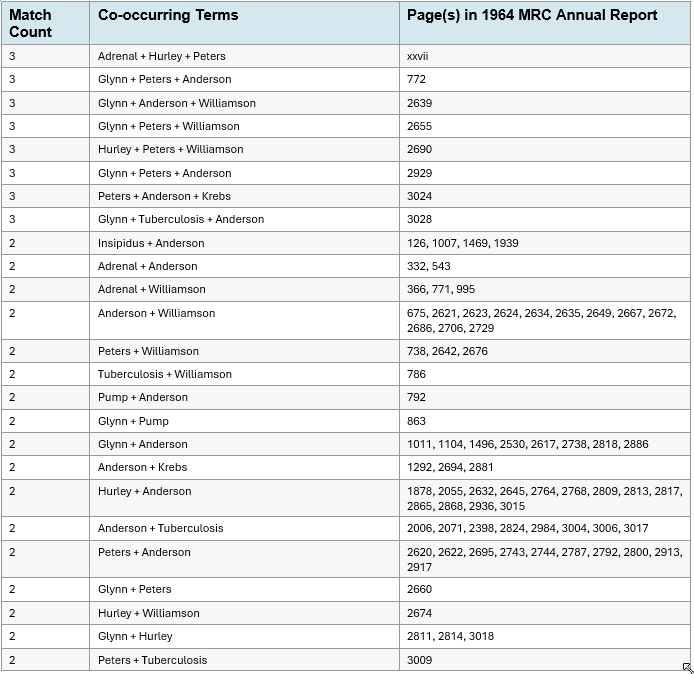 Match Count Co-occurring Terms Page(s) in 1964 MRC Annual Report
3 Adrenal + Hurley + Peters xxvii
3 Glynn + Peters + Anderson 772
3 Glynn + Anderson + Williamson 2639
3 Glynn + Peters + Williamson 2655
3 Hurley + Peters + Williamson 2690
3 Glynn + Peters + Anderson 2929
3 Peters + Anderson + Krebs 3024
3 Glynn + Tuberculosis + Anderson 3028
2 Insipidus + Anderson 126, 1007, 1469, 1939
2 Adrenal + Anderson 332, 543
2 Adrenal + Williamson 366, 771, 995
2 Anderson + Williamson 675, 2621, 2623, 2624, 2634, 2635, 2649, 2667, 2672,
2686, 2706, 2729
2 Peters + Williamson 738, 2642, 2676
2 Tuberculosis + Williamson 786
2 Pump + Anderson 792
2 Glynn + Pump 863
2 Glynn + Anderson 1011, 1104, 1496, 2530, 2617, 2738, 2818, 2886
2 Anderson + Krebs 1292, 2694, 2881
2 Hurley + Anderson 1878, 2055, 2632, 2645, 2764, 2768, 2809, 2813, 2817,
2865, 2868, 2936, 3015
2 Anderson + Tuberculosis 2006, 2071, 2398, 2824, 2984, 3004, 3006, 3017
2 Peters + Anderson 2620, 2622, 2695, 2743, 2744, 2787, 2792, 2800, 2913,
2917
2 Glynn + Peters 2660
2 Hurley + Williamson 2674
2 Glynn + Hurley 2811, 2814, 3018
2 Peters + Tuberculosis 3009